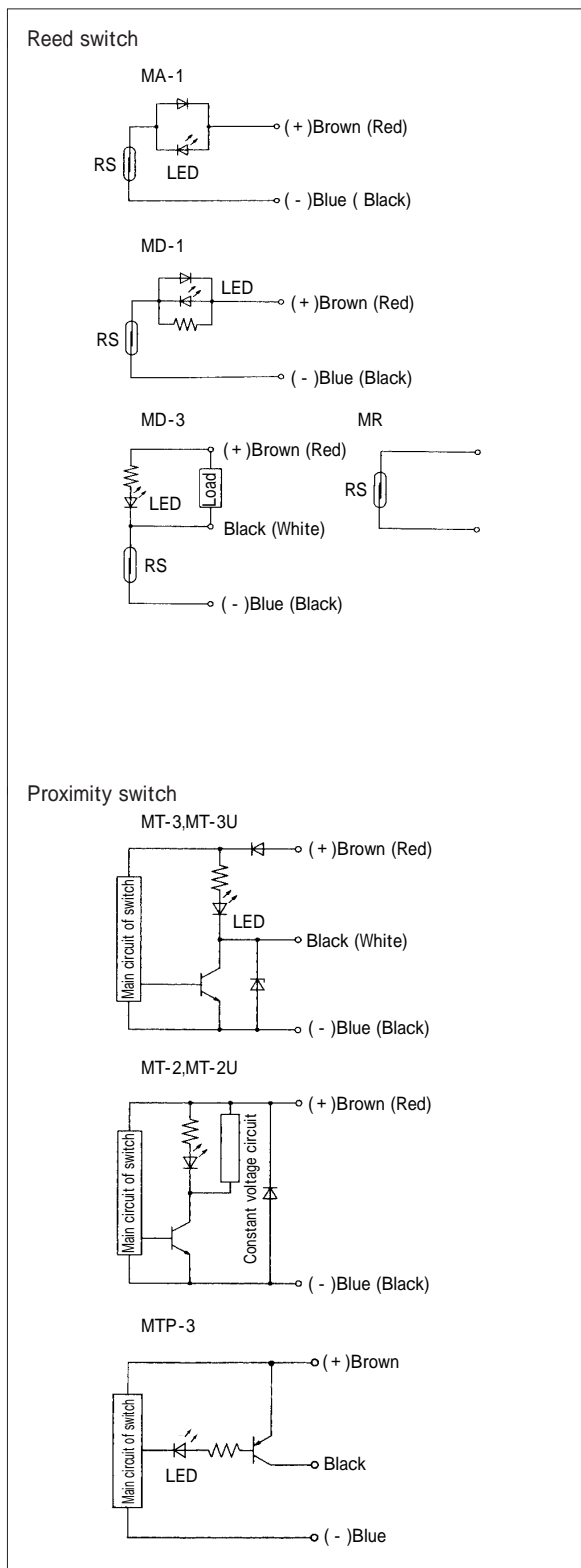 Reed switch
MA-1
(+)Brown (Red)
RS
LED
(-)Blue ( Black)
MD-1
LED
(+)Brown (Red)
RS
(-)Blue (Black)
MD-3
MR
(+)Brown (Red)
LED
Load
RS
Black (White)
RS
(-)Blue (Black)
Proximity switch
MT-3,MT-3U
(+)Brown (Red)
Main circuit of switch
LED
Black (White)
(-)Blue (Black)
MT-2,MT-2U
(+)Brown (Red)
Main circuit of switch
Constant voltage circuit
(-)Blue (Black)
MTP-3
(+)Brown
Main circuit of switch
LED
Black
(-)Blue